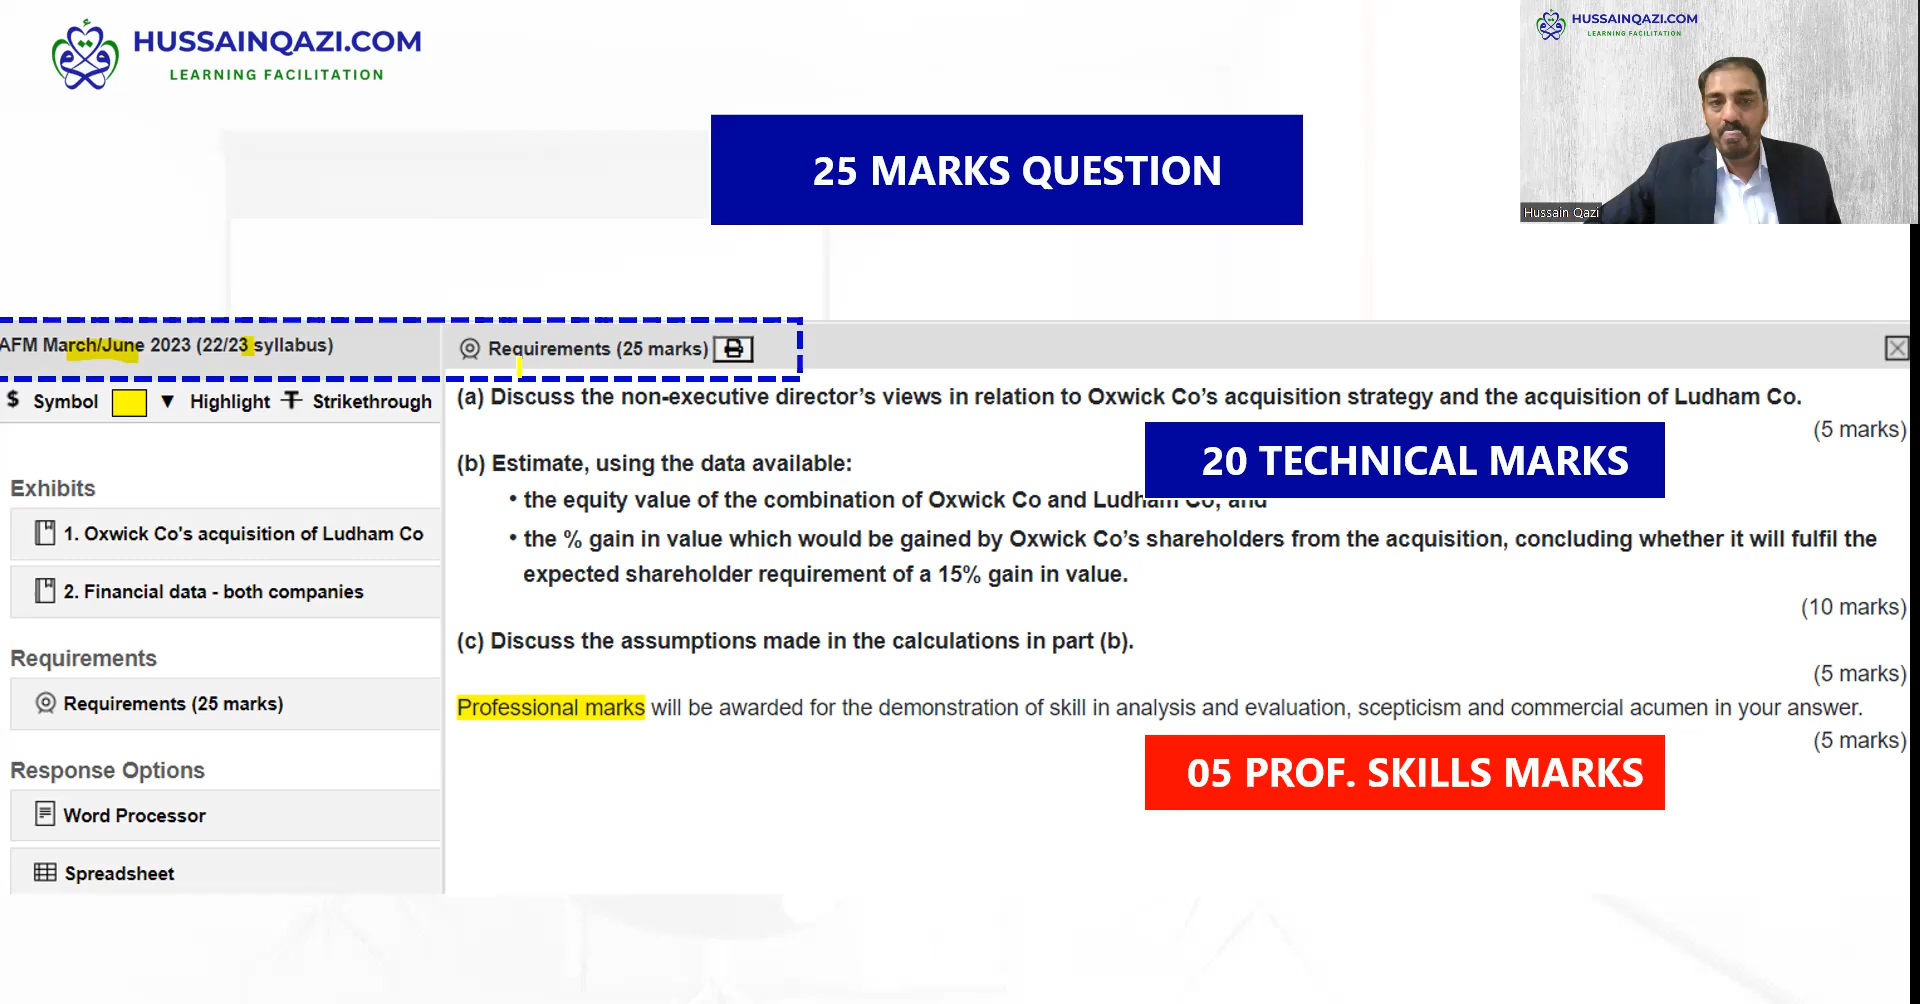 HUSSAINQAZI.COM
LEARNING FACILITATION
HUSSAINQAZI.COM
LEARNING FACILITATION
Hussain Qazi
25 MARKS QUESTION
AFM March/June 2023 (22/23 syllabus)
Requirements (25 marks)
$ Symbol ▼ Highlight T Strikethrough
Exhibits
1. Oxwick Co's acquisition of Ludham Co
2. Financial data - both companies
Requirements
Requirements (25 marks)
Response Options
Word Processor
Spreadsheet
(a) Discuss the non-executive director's views in relation to Oxwick Co's acquisition strategy and the acquisition of Ludham Co.
(5 marks)
20 TECHNICAL MARKS
(b) Estimate, using the data available:
• the equity value of the combination of Oxwick Co and Ludham Co; and
• the % gain in value which would be gained by Oxwick Co's shareholders from the acquisition, concluding whether it will fulfil the
expected shareholder requirement of a 15% gain in value.
(10 marks)
(c) Discuss the assumptions made in the calculations in part (b).
(5 marks)
Professional marks will be awarded for the demonstration of skill in analysis and evaluation, scepticism and commercial acumen in your answer.
(5 marks)
05 PROF. SKILLS MARKS